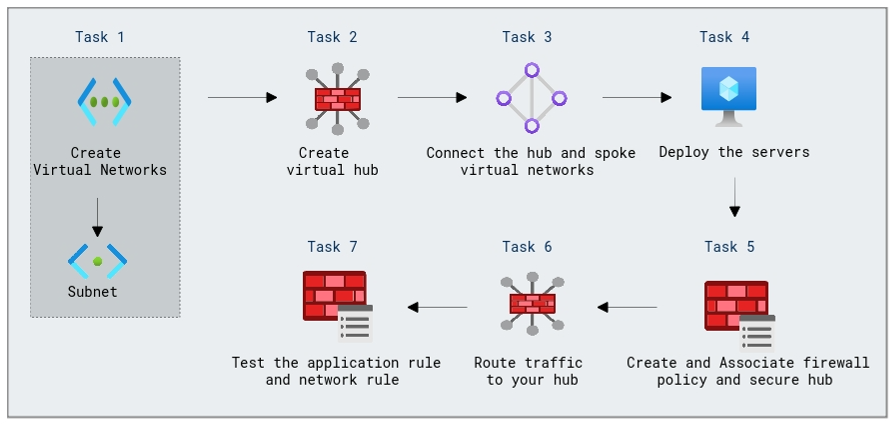 Task 1
Create
Virtual Networks
Subnet
Task 2
Create
virtual hub
Task 3
Connect the hub and spoke
virtual networks
Task 4
Deploy the servers
Task 5
Create and Associate firewall
policy and secure hub
Task 6
Route traffic
to your hub
Task 7
Test the application rule
and network rule